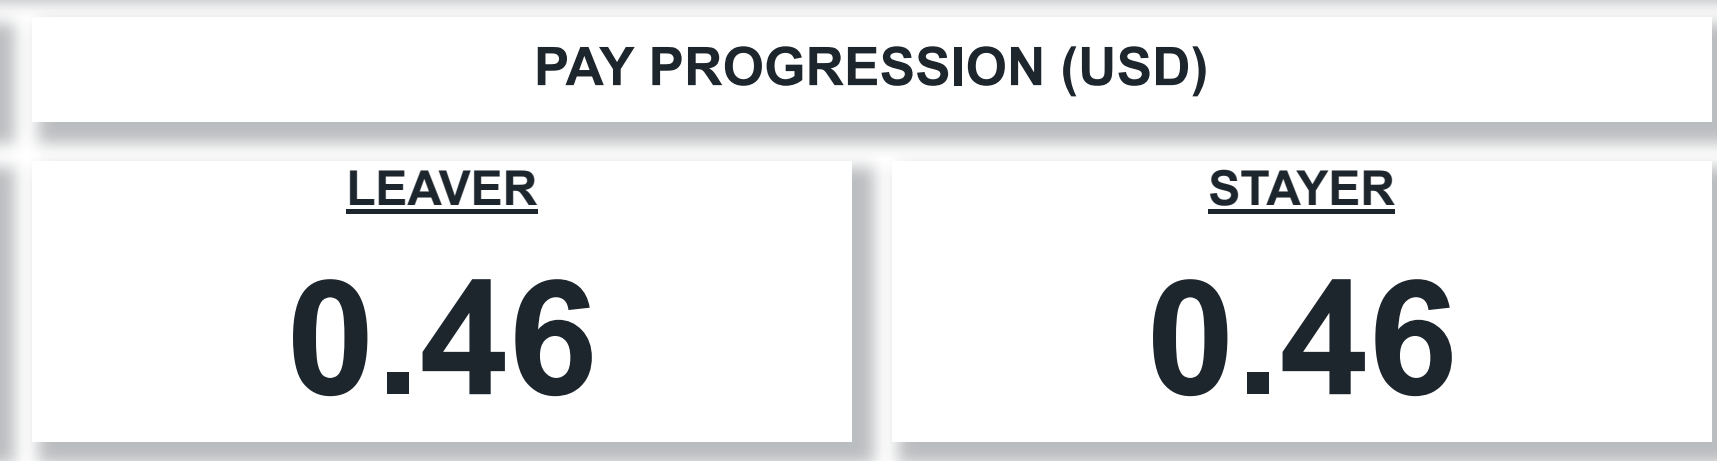 PAY PROGRESSION (USD)
LEAVER
STAYER
0.46
0.46